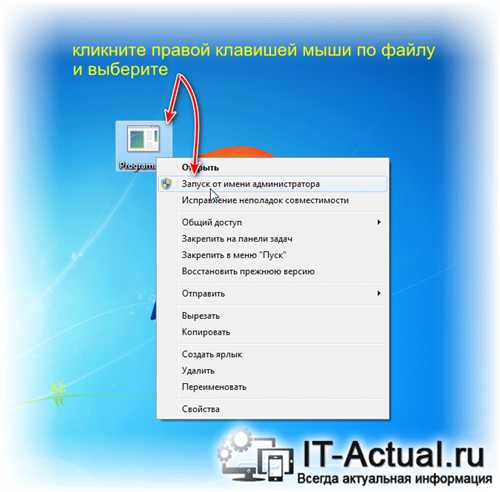 кликните правой клавишей мыши по файлу
и выберите
Program
Открыть
Запуск от имени администратора
Исправление неполадок совместимости
Общий доступ
Закрепить на панели задач
Закрепить в меню "Пуск"
Восстановить прежнюю версию
Отправить
Вырезать
Копировать
Создать ярлык
Удалить
Переименовать
Свойства
IT-Actual.ru
Всегда актуальная информация